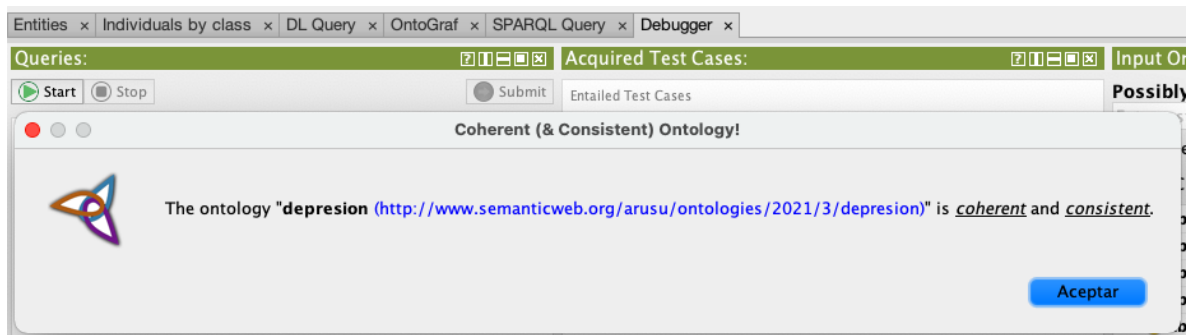 Entities × Individuals by class × DL Query × OntoGraf × SPARQL Query × Debugger ×
Queries: Acquired Test Cases: Input
Start Stop Submit Entailed Test Cases Possibly
Coherent (& Consistent) Ontology!
The ontology "depresion (http://www.semanticweb.org/arusu/ontologies/2021/3/depresion)" is coherent and consistent.
Aceptar